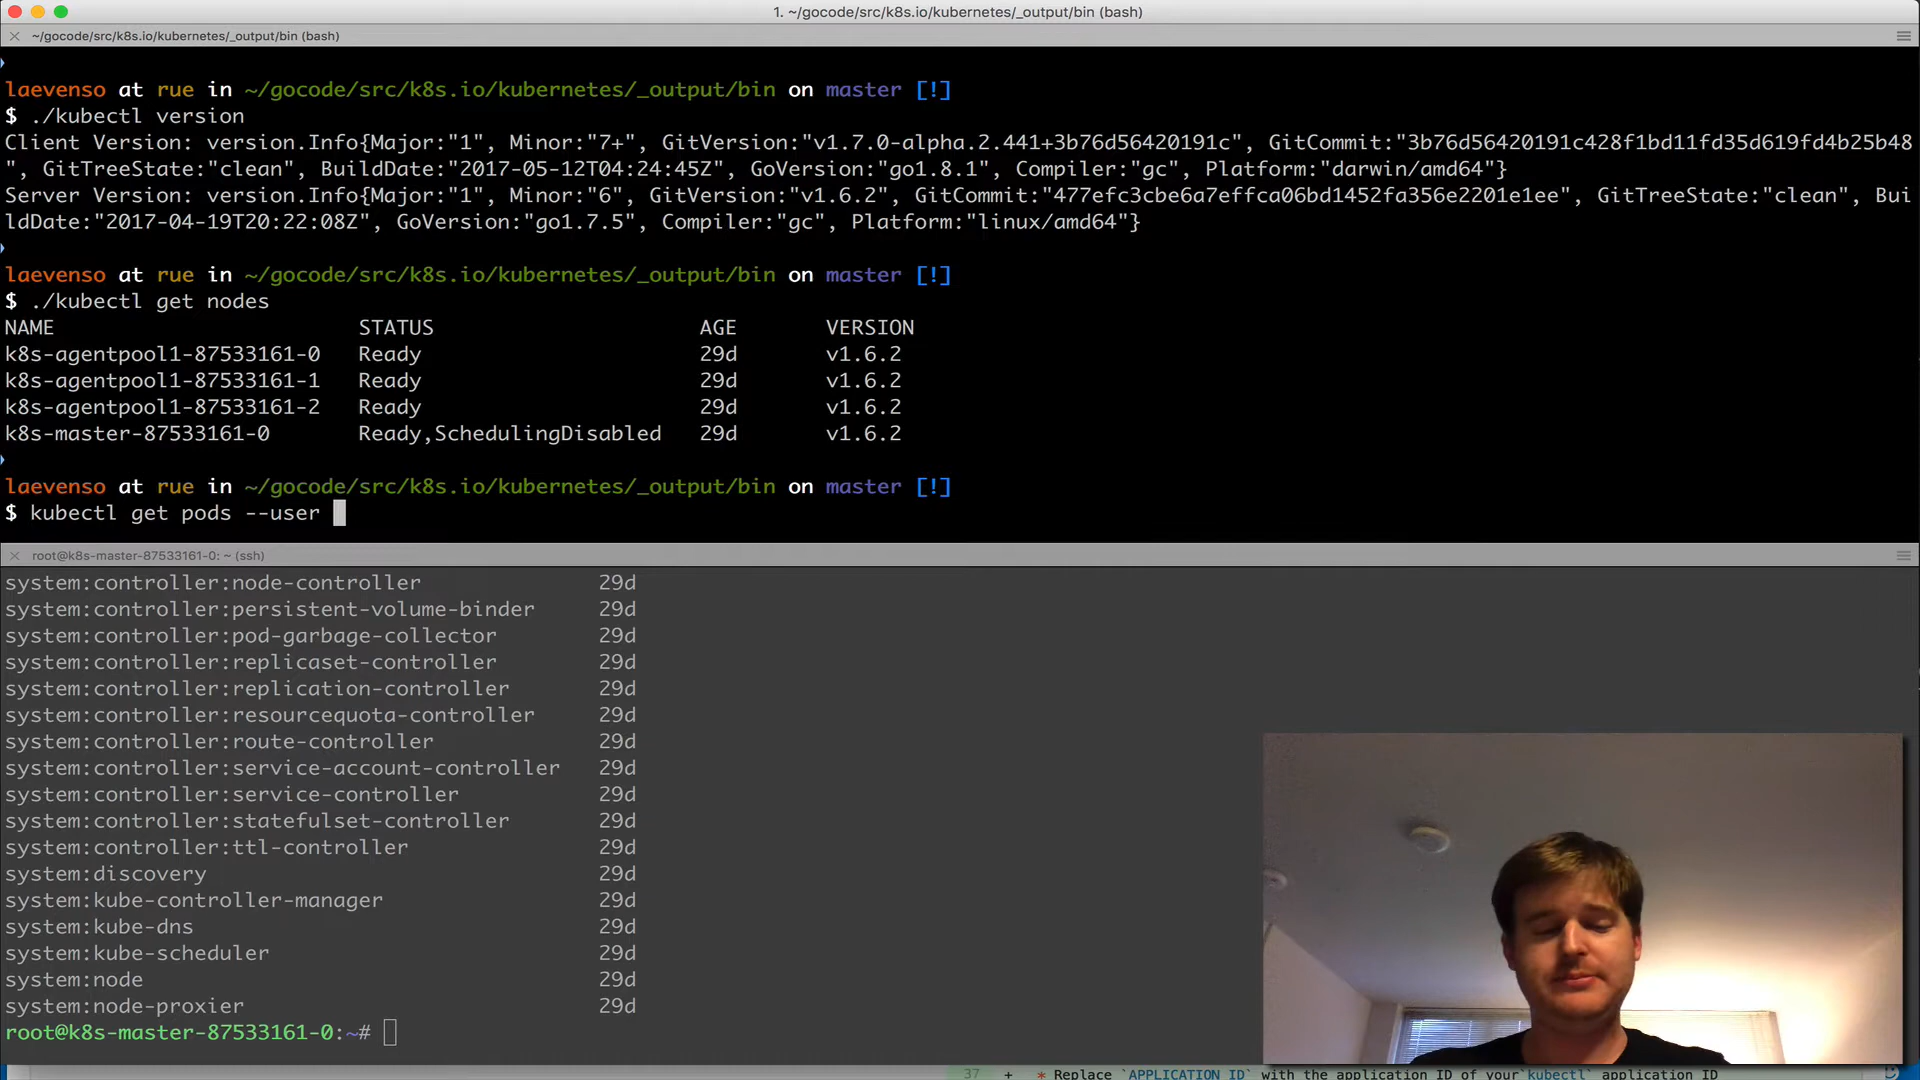 1. ~/gocode/src/k8s.io/kubernetes/_output/bin (bash)
~/gocode/src/k8s.io/kubernetes/_output/bin (bash)
laevenso at rue in ~/gocode/src/k8s.io/kubernetes/_output/bin on master [!]
$ ./kubectl version
Client Version: version.Info{Major:"1", Minor:"7+", GitVersion:"v1.7.0-alpha.2.441+3b76d56420191c", GitCommit:"3b76d56420191c428f1bd11fd35d619fd4b25b48
", GitTreeState:"clean", BuildDate:"2017-05-12T04:24:45Z", GoVersion:"go1.8.1", Compiler:"gc", Platform:"darwin/amd64"}
Server Version: version.Info{Major:"1", Minor:"6", GitVersion:"v1.6.2", GitCommit:"477efc3cbe6a7effca06bd1452fa356e2201e1ee", GitTreeState:"clean", Bui
ldDate:"2017-04-19T20:22:08Z", GoVersion:"go1.7.5", Compiler:"gc", Platform:"linux/amd64"}
laevenso at rue in ~/gocode/src/k8s.io/kubernetes/_output/bin on master [!]
$ ./kubectl get nodes
NAME STATUS AGE VERSION
k8s-agentpool1-87533161-0 Ready 29d v1.6.2
k8s-agentpool1-87533161-1 Ready 29d v1.6.2
k8s-agentpool1-87533161-2 Ready 29d v1.6.2
k8s-master-87533161-0 Ready,SchedulingDisabled 29d v1.6.2
laevenso at rue in ~/gocode/src/k8s.io/kubernetes/_output/bin on master [!]
$ kubectl get pods --user
root@k8s-master-87533161-0: ~ (ssh)
system:controller:node-controller 29d
system:controller:persistent-volume-binder 29d
system:controller:pod-garbage-collector 29d
system:controller:replicaset-controller 29d
system:controller:replication-controller 29d
system:controller:resourcequota-controller 29d
system:controller:route-controller 29d
system:controller:service-account-controller 29d
system:controller:service-controller 29d
system:controller:statefulset-controller 29d
system:controller:ttl-controller 29d
system:discovery 29d
system:kube-controller-manager 29d
system:kube-dns 29d
system:kube-scheduler 29d
system:node 29d
system:node-proxier 29d
root@k8s-master-87533161-0:~#
37 + * Replace `APPLICATION_ID` with the application ID of your`kubectl` application ID